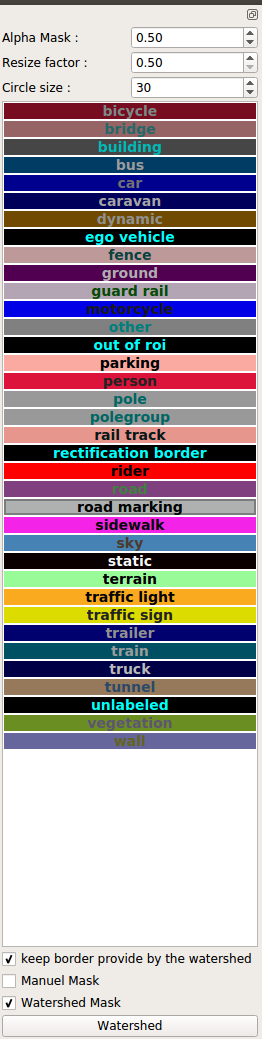 Alpha Mask : 0.50
Resize factor : 0.50
Circle size : 30
bicycle
bridge
building
bus
car
caravan
dynamic
ego vehicle
fence
ground
guard rail
motorcycle
other
out of roi
parking
person
pole
polegroup
rail track
rectification border
rider
road
road marking
sidewalk
sky
static
terrain
traffic light
traffic sign
trailer
train
truck
tunnel
unlabeled
vegetation
wall
keep border provide by the watershed
Manuel Mask
Watershed Mask
Watershed